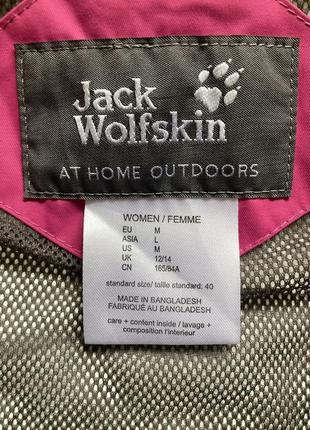 Jack
Wolfskin
AT HOME OUTDOORS
WOMEN / FEMME
EU M
ASIA L
US M
UK 12/14
CN 165/84A
standard size/ taille standard: 40
MADE IN BANGLADESH
FABRIQUÉ AU BANGLADESH
care + content inside / lavage +
composition l'interieur